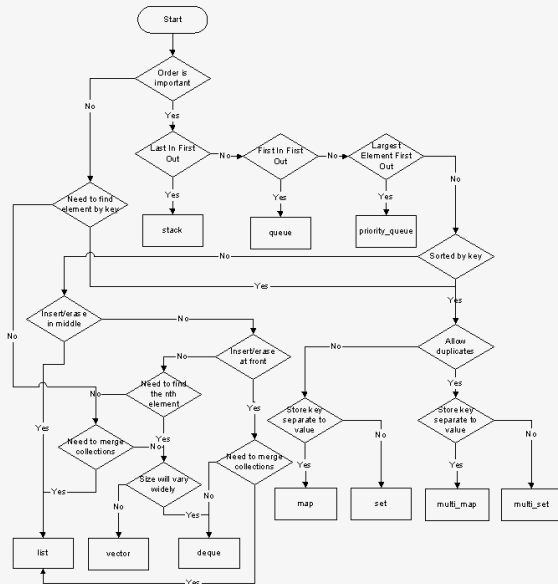 Start
Order is
important
No
Yes
Last In First
Out
No
First In First
Out
No
Largest
Element First
Out
No
Need to find
element by key
Yes
Yes
Yes
stack
queue
priority_queue
No
No
Sorted by key
Yes
Yes
Insert/erase
in middle
No
No
Insert/erase
at front
No
Allow
duplicates
No
Need to find
the nth
element
Yes
Yes
Yes
Store key
separate to
value
No
Store key
separate to
value
No
Need to merge
collections
No
Yes
Need to merge
collections
Yes
Yes
Size will vary
widely
No
Yes
No
Yes
map
set
multi_map
multi_set
list
vector
deque
Yes